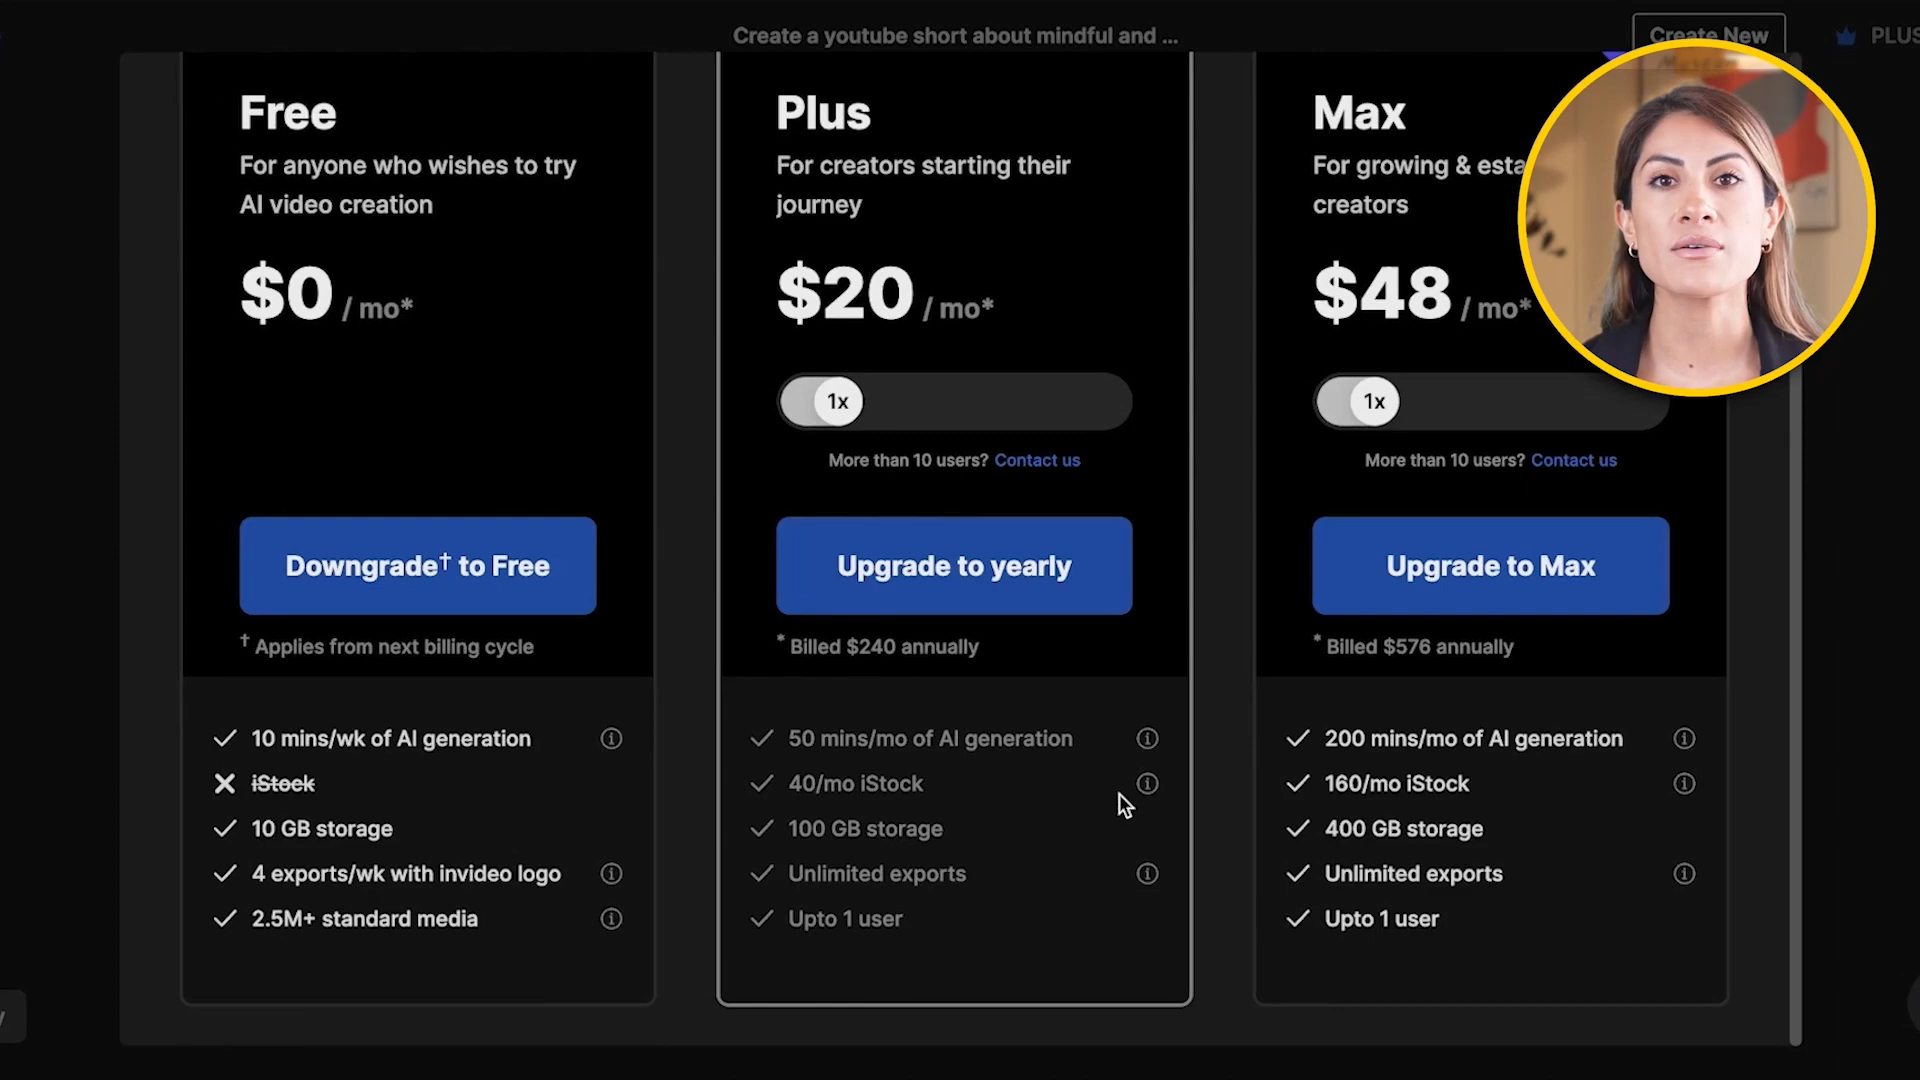 Create a youtube short about mindful and ...
Create New
PLUS
Free
For anyone who wishes to try
AI video creation
$0 / mo*
Downgrade† to Free
† Applies from next billing cycle
10 mins/wk of AI generation
iStock
10 GB storage
4 exports/wk with invideo logo
2.5M+ standard media
Plus
For creators starting their
journey
$20 / mo*
1x
More than 10 users? Contact us
Upgrade to yearly
* Billed $240 annually
50 mins/mo of AI generation
40/mo iStock
100 GB storage
Unlimited exports
Upto 1 user
Max
For growing & esta
creators
$48 / mo*
1x
More than 10 users? Contact us
Upgrade to Max
* Billed $576 annually
200 mins/mo of AI generation
160/mo iStock
400 GB storage
Unlimited exports
Upto 1 user